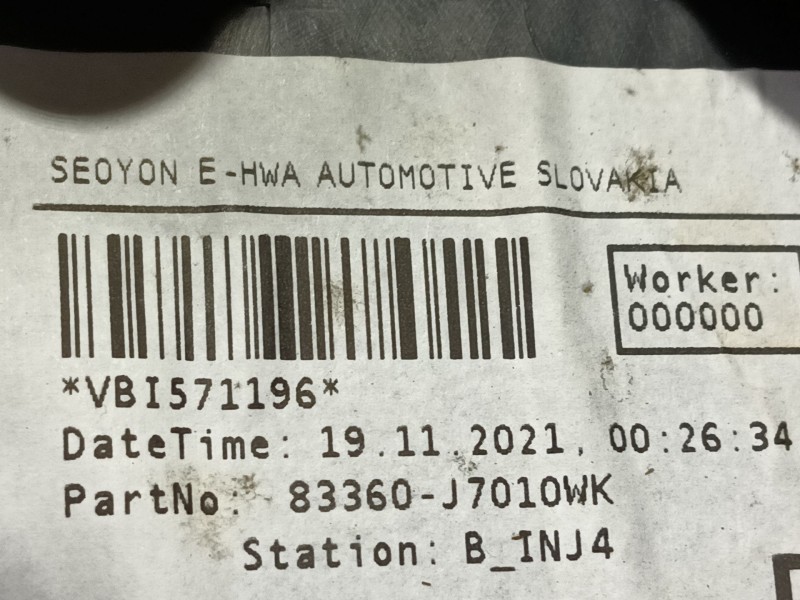 SEOYON E-HWA AUTOMOTIVE SLOVAKIA
Worker:
000000
*VBI571196*
DateTime: 19.11.2021, 00:26:34
PartNo: 83360-J7010WK
Station: B_INJ4